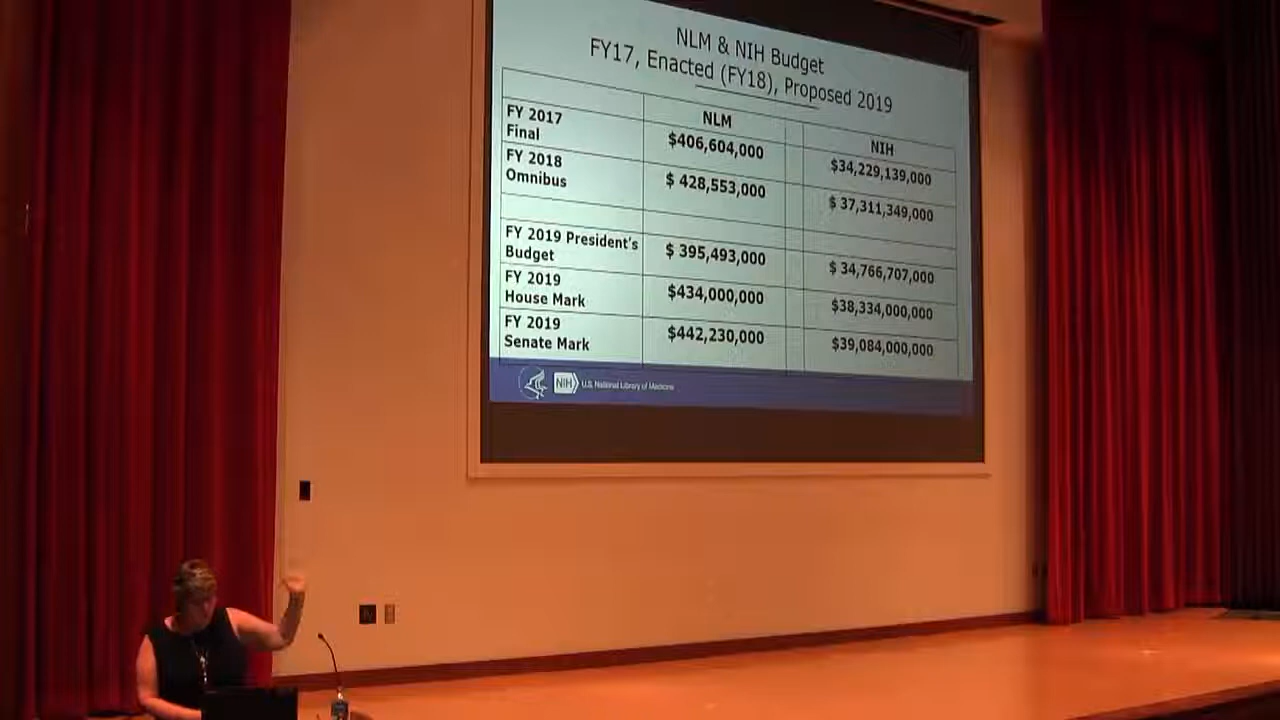 NLM & NIH Budget
FY17, Enacted (FY18), Proposed 2019
NLM NIH
FY 2017
Final $406,604,000 $34,229,139,000
FY 2018
Omnibus $ 428,553,000 $ 37,311,349,000
FY 2019 President's
Budget $ 395,493,000 $ 34,766,707,000
FY 2019
House Mark $434,000,000 $38,334,000,000
FY 2019
Senate Mark $442,230,000 $39,084,000,000
NIH U.S. National Library of Medicine